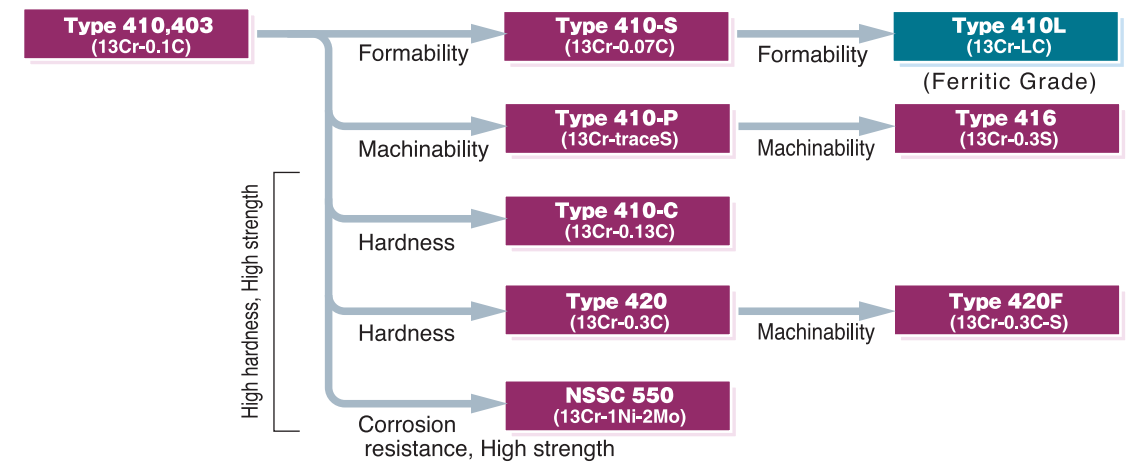 Type 410,403
(13Cr-0.1C)
Formability
Type 410-S
(13Cr-0.07C)
Formability
Type 410L
(13Cr-LC)
(Ferritic Grade)
Machinability
Type 410-P
(13Cr-traceS)
Machinability
Type 416
(13Cr-0.3S)
High hardness, High strength
Hardness
Type 410-C
(13Cr-0.13C)
Hardness
Type 420
(13Cr-0.3C)
Machinability
Type 420F
(13Cr-0.3C-S)
Corrosion
resistance, High strength
NSSC 550
(13Cr-1Ni-2Mo)